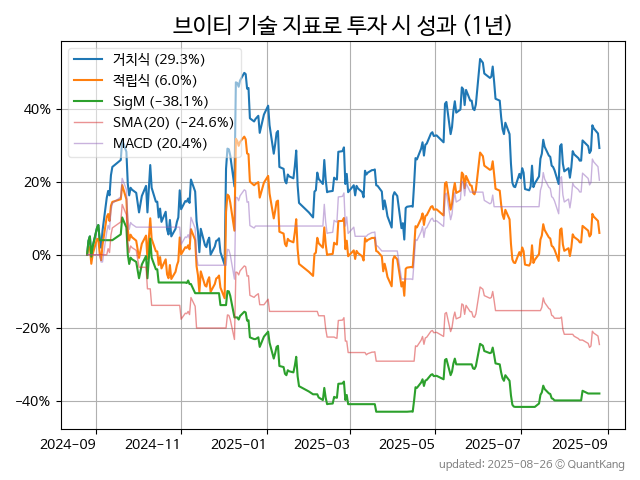 브이티 기술 지표로 투자 시 성과 (1년)
거치식 (29.3%)
적립식 (6.0%)
SigM (−38.1%)
SMA(20) (−24.6%)
MACD (20.4%)
40%
20%
0%
−20%
−40%
2024-09 2024-11 2025-01 2025-03 2025-05 2025-07 2025-09
updated: 2025-08-26 ⓒ QuantKang